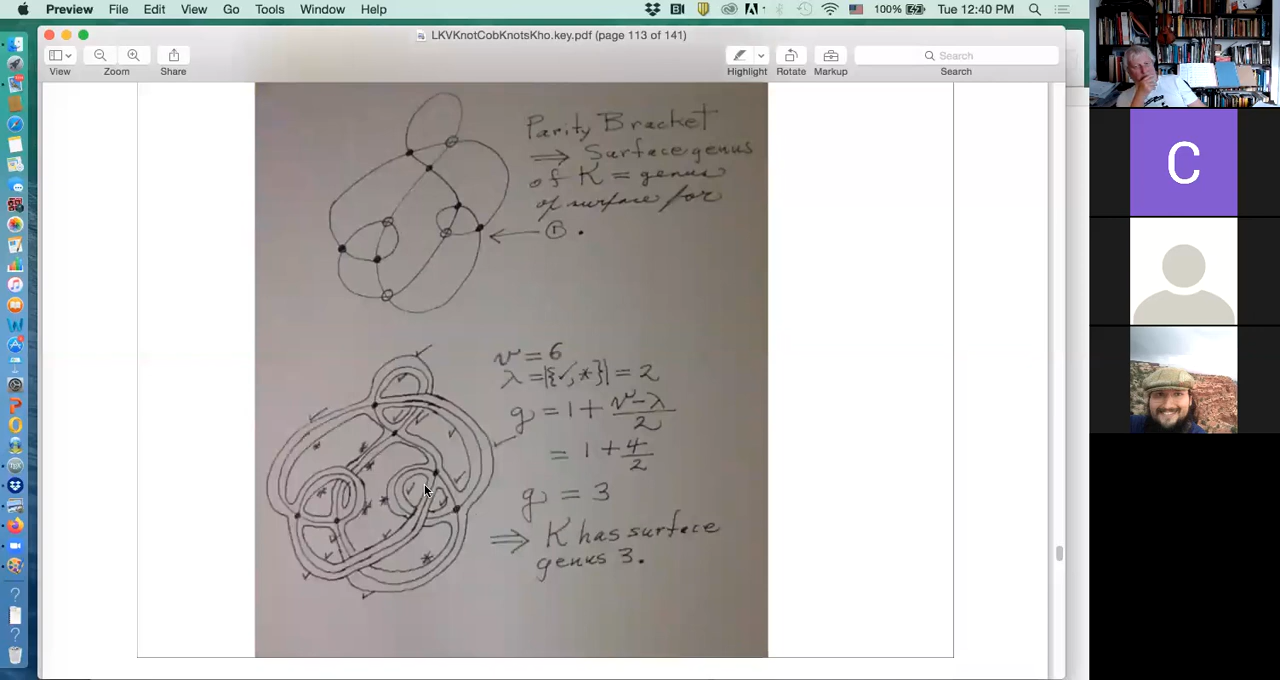 Preview File Edit View Go Tools Window Help
100% Tue 12:40 PM
LKVKnotCobKnotsKho.key.pdf (page 113 of 141)
View Zoom Share Highlight Rotate Markup Search
Search
Parity Bracket
⟹ Surface genus
of K = genus
of surface for
← Ⓑ .
v = 6
λ = |{✓, *}| = 2
g = 1 + (v-λ)/2
= 1 + 4/2
g = 3
⟹ K has surface
genus 3.
C